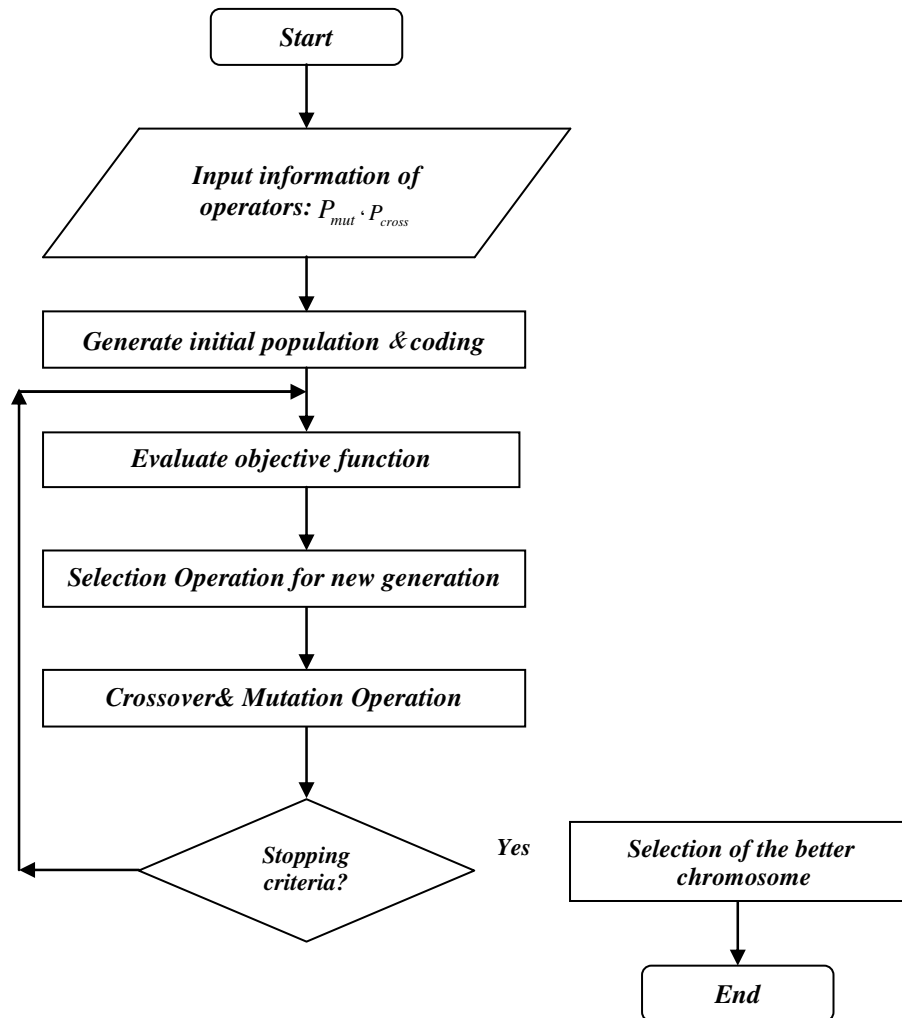 Start
Input information of
operators: P_mut ، P_cross
Generate initial population & coding
Evaluate objective function
Selection Operation for new generation
Crossover& Mutation Operation
Stopping
criteria?
Yes
Selection of the better
chromosome
End